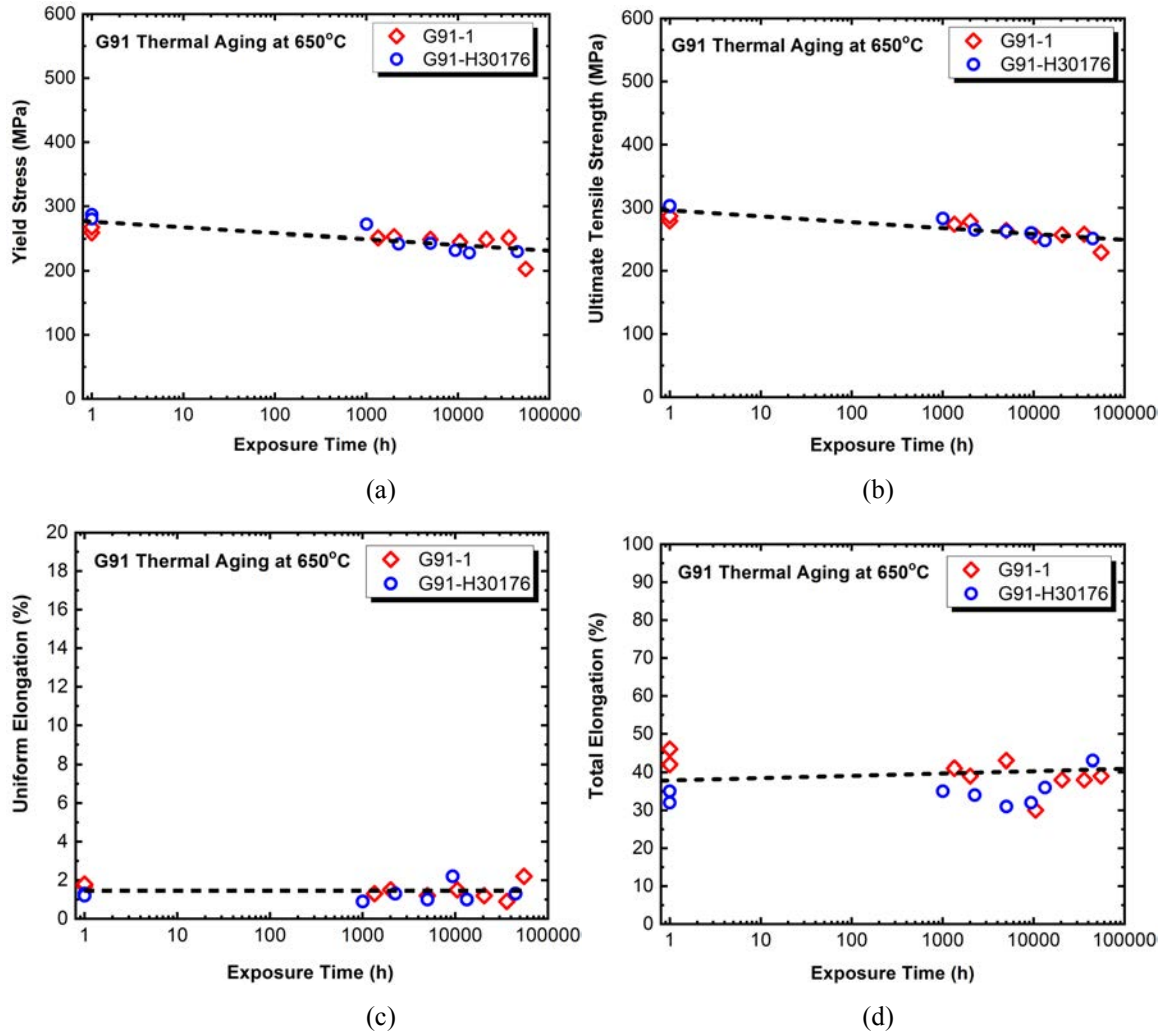 G91 Thermal Aging at 650°C
G91-1
G91-H30176
600
500
400
300
200
100
0
Yield Stress (MPa)
1 10 100 1000 10000 100000
Exposure Time (h)
(a)
G91 Thermal Aging at 650°C
G91-1
G91-H30176
600
500
400
300
200
100
0
Ultimate Tensile Strength (MPa)
1 10 100 1000 10000 100000
Exposure Time (h)
(b)
G91 Thermal Aging at 650°C
G91-1
G91-H30176
20
18
16
14
12
10
8
6
4
2
0
Uniform Elongation (%)
1 10 100 1000 10000 100000
Exposure Time (h)
(c)
G91 Thermal Aging at 650°C
G91-1
G91-H30176
100
90
80
70
60
50
40
30
20
10
0
Total Elongation (%)
1 10 100 1000 10000 100000
Exposure Time (h)
(d)